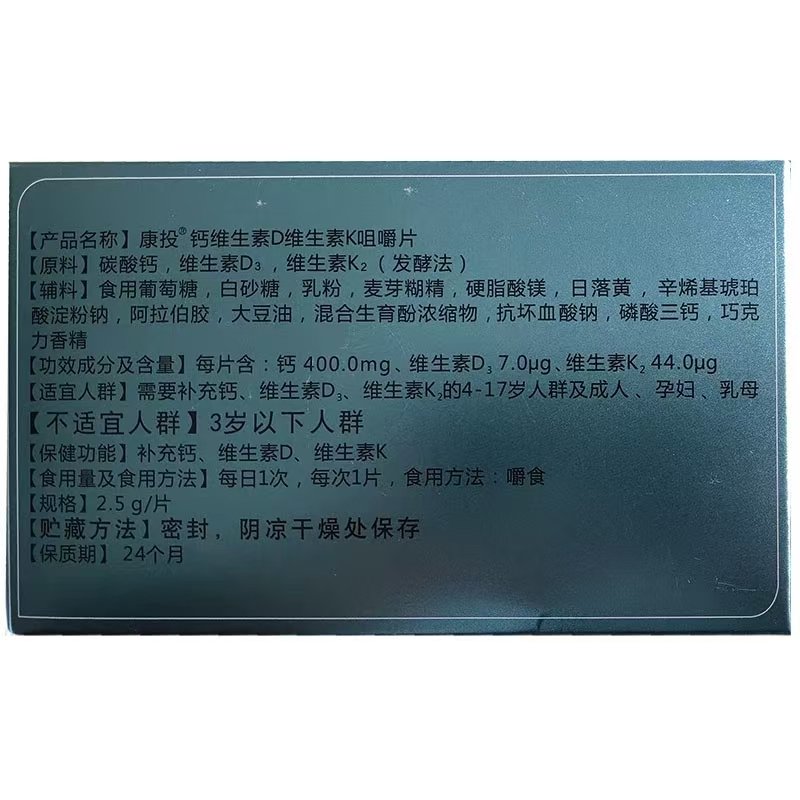 【产品名称】康投®钙维生素D维生素K咀嚼片
【原料】碳酸钙，维生素D₃，维生素K₂（发酵法）
【辅料】食用葡萄糖，白砂糖，乳粉，麦芽糊精，硬脂酸镁，日落黄，辛烯基琥珀
酸淀粉钠，阿拉伯胶，大豆油，混合生育酚浓缩物，抗坏血酸钠，磷酸三钙，巧克
力香精
【功效成分及含量】每片含：钙 400.0mg、维生素D₃ 7.0μg、维生素K₂ 44.0μg
【适宜人群】需要补充钙、维生素D₃、维生素K₂的4-17岁人群及成人、孕妇、乳母
【不适宜人群】3岁以下人群
【保健功能】补充钙、维生素D、维生素K
【食用量及食用方法】每日1次，每次1片，食用方法：嚼食
【规格】2.5 g/片
【贮藏方法】密封，阴凉干燥处保存
【保质期】24个月